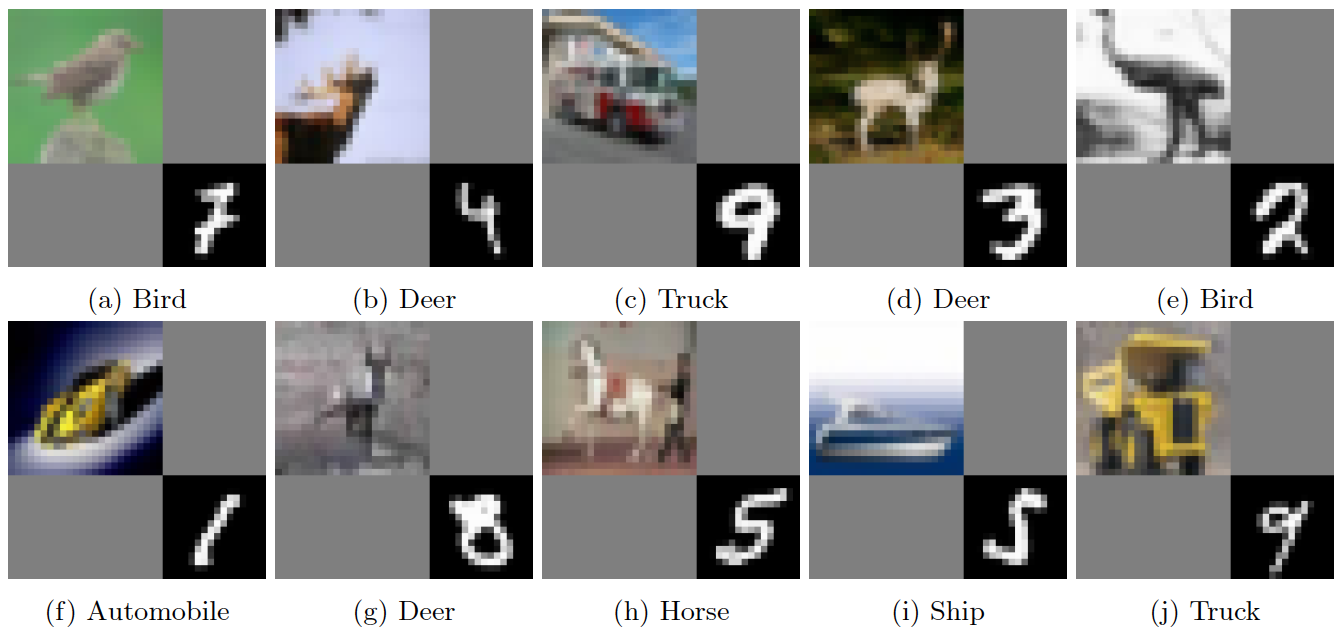 7 4 9 3 2
(a) Bird (b) Deer (c) Truck (d) Deer (e) Bird
1 8 5 5 9
(f) Automobile (g) Deer (h) Horse (i) Ship (j) Truck